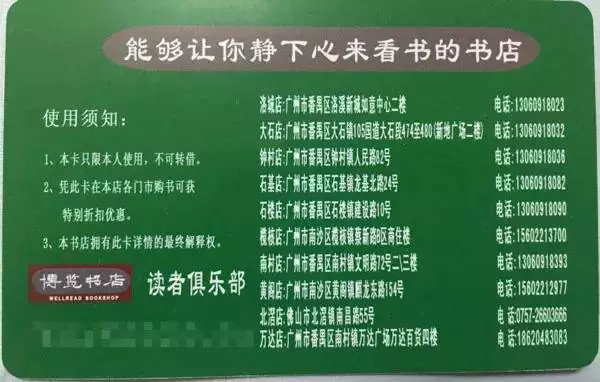 能够让你静下心来看书的书店
使用须知:
1、本卡只限本人使用,不可转借。
2、凭此卡在本店各门市购书可获
特别折扣优惠。
3、本书店拥有此卡详情的最终解释权。
博览书店
WELLREAD BOOKSHOP
读者俱乐部
洛城店:广州市番禺区洛溪新城如意中心二楼 电话:13060918023
大石店:广州市番禺区大石镇105国道大石段474至480(新地广场二楼) 电话:13060918032
钟村店:广州市番禺区钟村镇人民路62号 电话:13060918036
石基店:广州市番禺区石基镇龙基北路24号 电话:13060918082
石楼店:广州市番禺区石楼镇建设路10号 电话:13060918090
榄核店:广州市南沙区榄核镇蔡新路B区商住楼 电话:15602213700
南村店:广州市番禺区南村镇文明路72号二\三楼 电话:13060918393
黄阁店:广州市南沙区黄阁镇麒龙东路154号 电话:15602212977
北滘店:佛山市北滘镇南昌路55号 电话:0757-26603666
万达店:广州市番禺区南村镇万达广场万达百货四楼 电话:18620483083